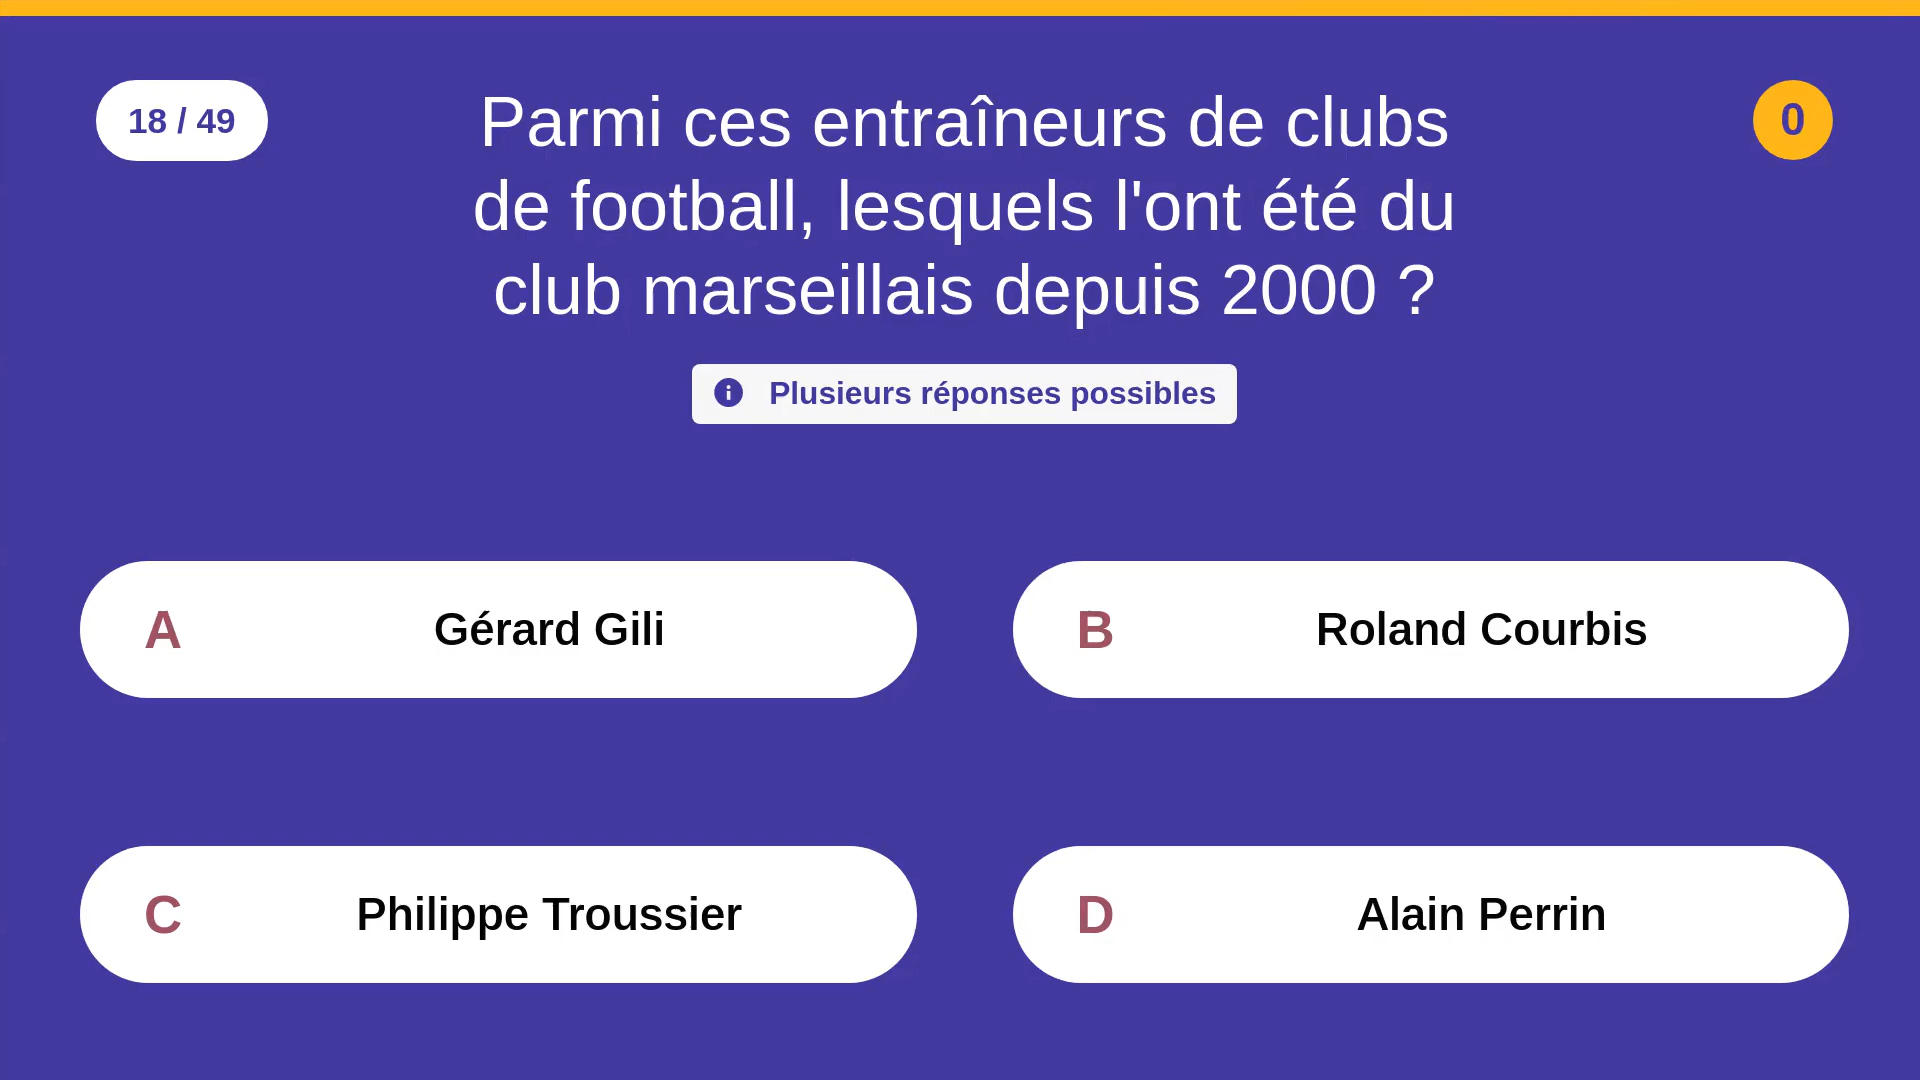 18 / 49
Parmi ces entraîneurs de clubs
de football, lesquels l'ont été du
club marseillais depuis 2000 ?
0
Plusieurs réponses possibles
A Gérard Gili
B Roland Courbis
C Philippe Troussier
D Alain Perrin